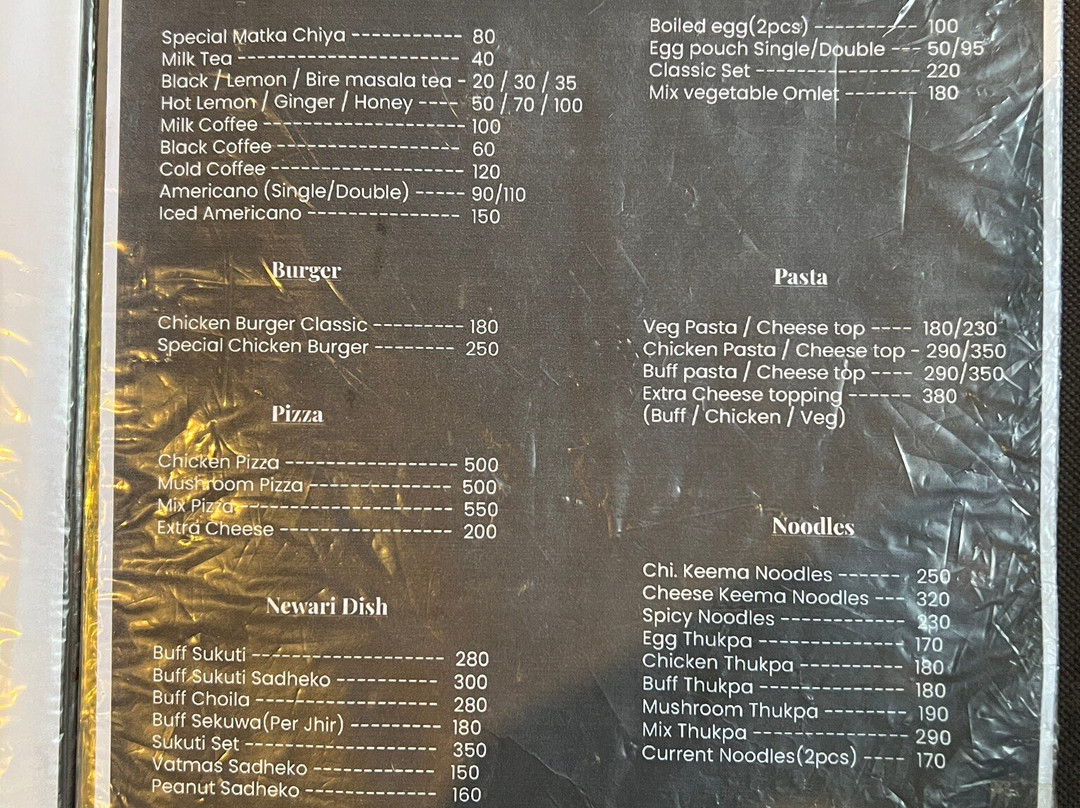 Special Matka Chiya ----------- 80
Milk Tea ---------------------- 40
Black / Lemon / Bire masala tea - 20 / 30 / 35
Hot Lemon / Ginger / Honey ---- 50 / 70 / 100
Milk Coffee -------------------- 100
Black Coffee ------------------- 60
Cold Coffee -------------------- 120
Americano (Single/Double) ----- 90/110
Iced Americano ---------------- 150
Burger
Chicken Burger Classic --------- 180
Special Chicken Burger -------- 250
Pizza
Chicken Pizza ----------------- 500
Mushroom Pizza -------------- 500
Mix Pizza --------------------- 550
Extra Cheese ----------------- 200
Newari Dish
Buff Sukuti ------------------- 280
Buff Sukuti Sadheko ---------- 300
Buff Choila ------------------- 280
Buff Sekuwa(Per Jhir) --------- 180
Sukuti Set ------------------- 350
Vatmas Sadheko ------------ 150
Peanut Sadheko ------------- 160
Boiled egg(2pcs) ---------- 100
Egg pouch Single/Double --- 50/95
Classic Set ---------------- 220
Mix vegetable Omlet ------- 180
Pasta
Veg Pasta / Cheese top ---- 180/230
Chicken Pasta / Cheese top - 290/350
Buff pasta / Cheese top ---- 290/350
Extra Cheese topping ------ 380
(Buff / Chicken / Veg)
Noodles
Chi. Keema Noodles ------ 250
Cheese Keema Noodles --- 320
Spicy Noodles ------------ 230
Egg Thukpa -------------- 170
Chicken Thukpa ---------- 180
Buff Thukpa -------------- 180
Mushroom Thukpa -------- 190
Mix Thukpa --------------- 290
Current Noodles(2pcs) ---- 170